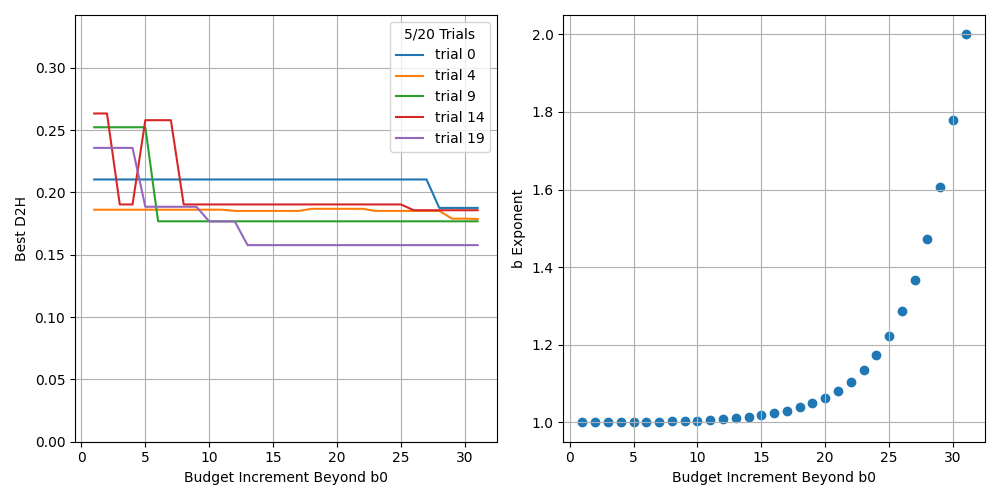 5/20 Trials
trial 0
trial 4
trial 9
trial 14
trial 19
0.30
0.25
0.20
0.15
0.10
0.05
0.00
Best D2H
0 5 10 15 20 25 30
Budget Increment Beyond b0
2.0
1.8
1.6
1.4
1.2
1.0
b Exponent
0 5 10 15 20 25 30
Budget Increment Beyond b0